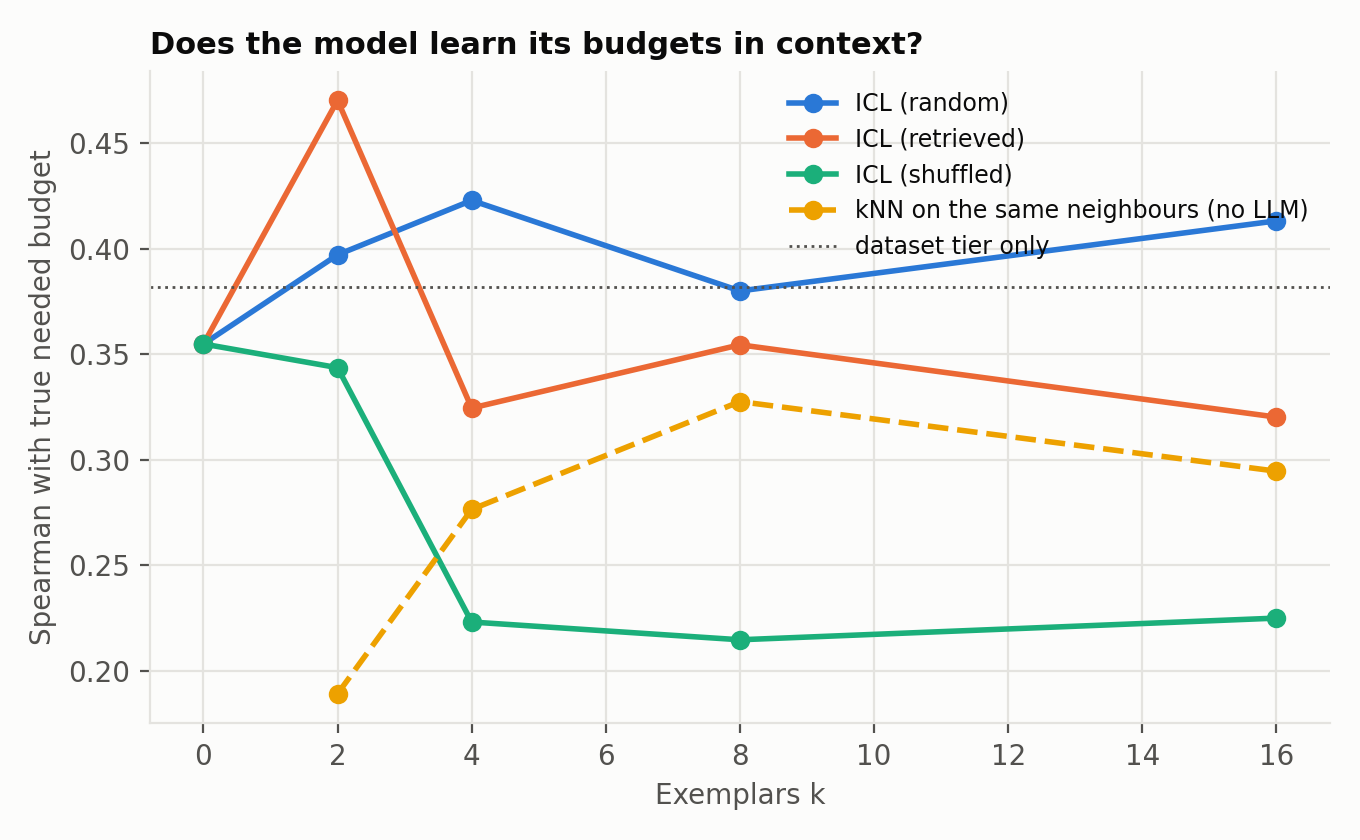 Does the model learn its budgets in context?
ICL (random)
ICL (retrieved)
ICL (shuffled)
kNN on the same neighbours (no LLM)
dataset tier only
Spearman with true needed budget
0.45
0.40
0.35
0.30
0.25
0.20
0 2 4 6 8 10 12 14 16
Exemplars k